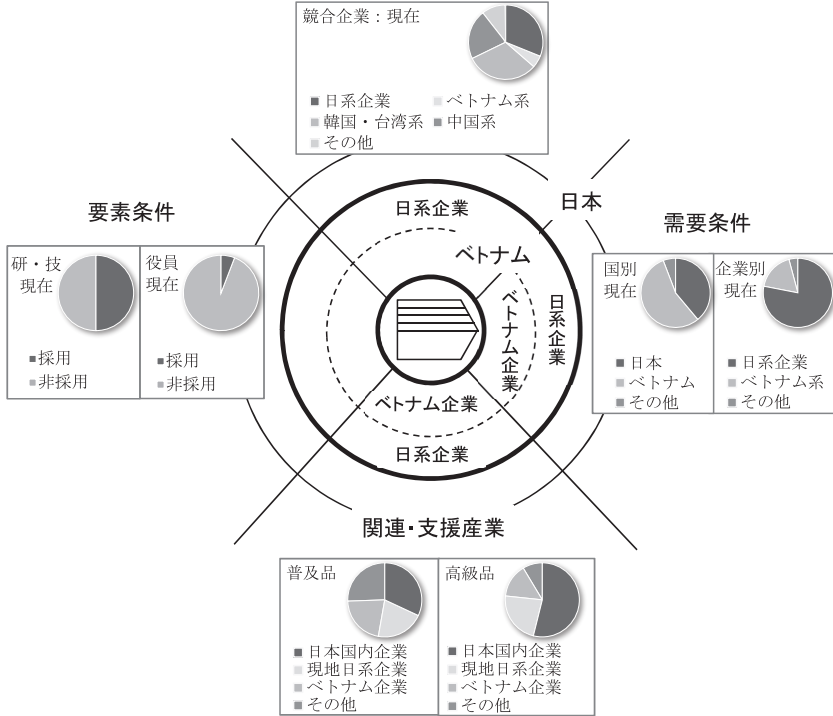 競合企業：現在
■日系企業 ■ベトナム系
■韓国・台湾系 ■中国系
■その他
日本
要素条件
需要条件
日系企業
ベトナム
研・技
現在
■採用
■非採用
役員
現在
■採用
■非採用
ベトナム企業
日系企業
国別
現在
■日本
■ベトナム
■その他
企業別
現在
■日系企業
■ベトナム系
■その他
ベトナム企業
日系企業
関連・支援産業
普及品
■日本国内企業
■現地日系企業
■ベトナム企業
■その他
高級品
■日本国内企業
■現地日系企業
■ベトナム企業
■その他